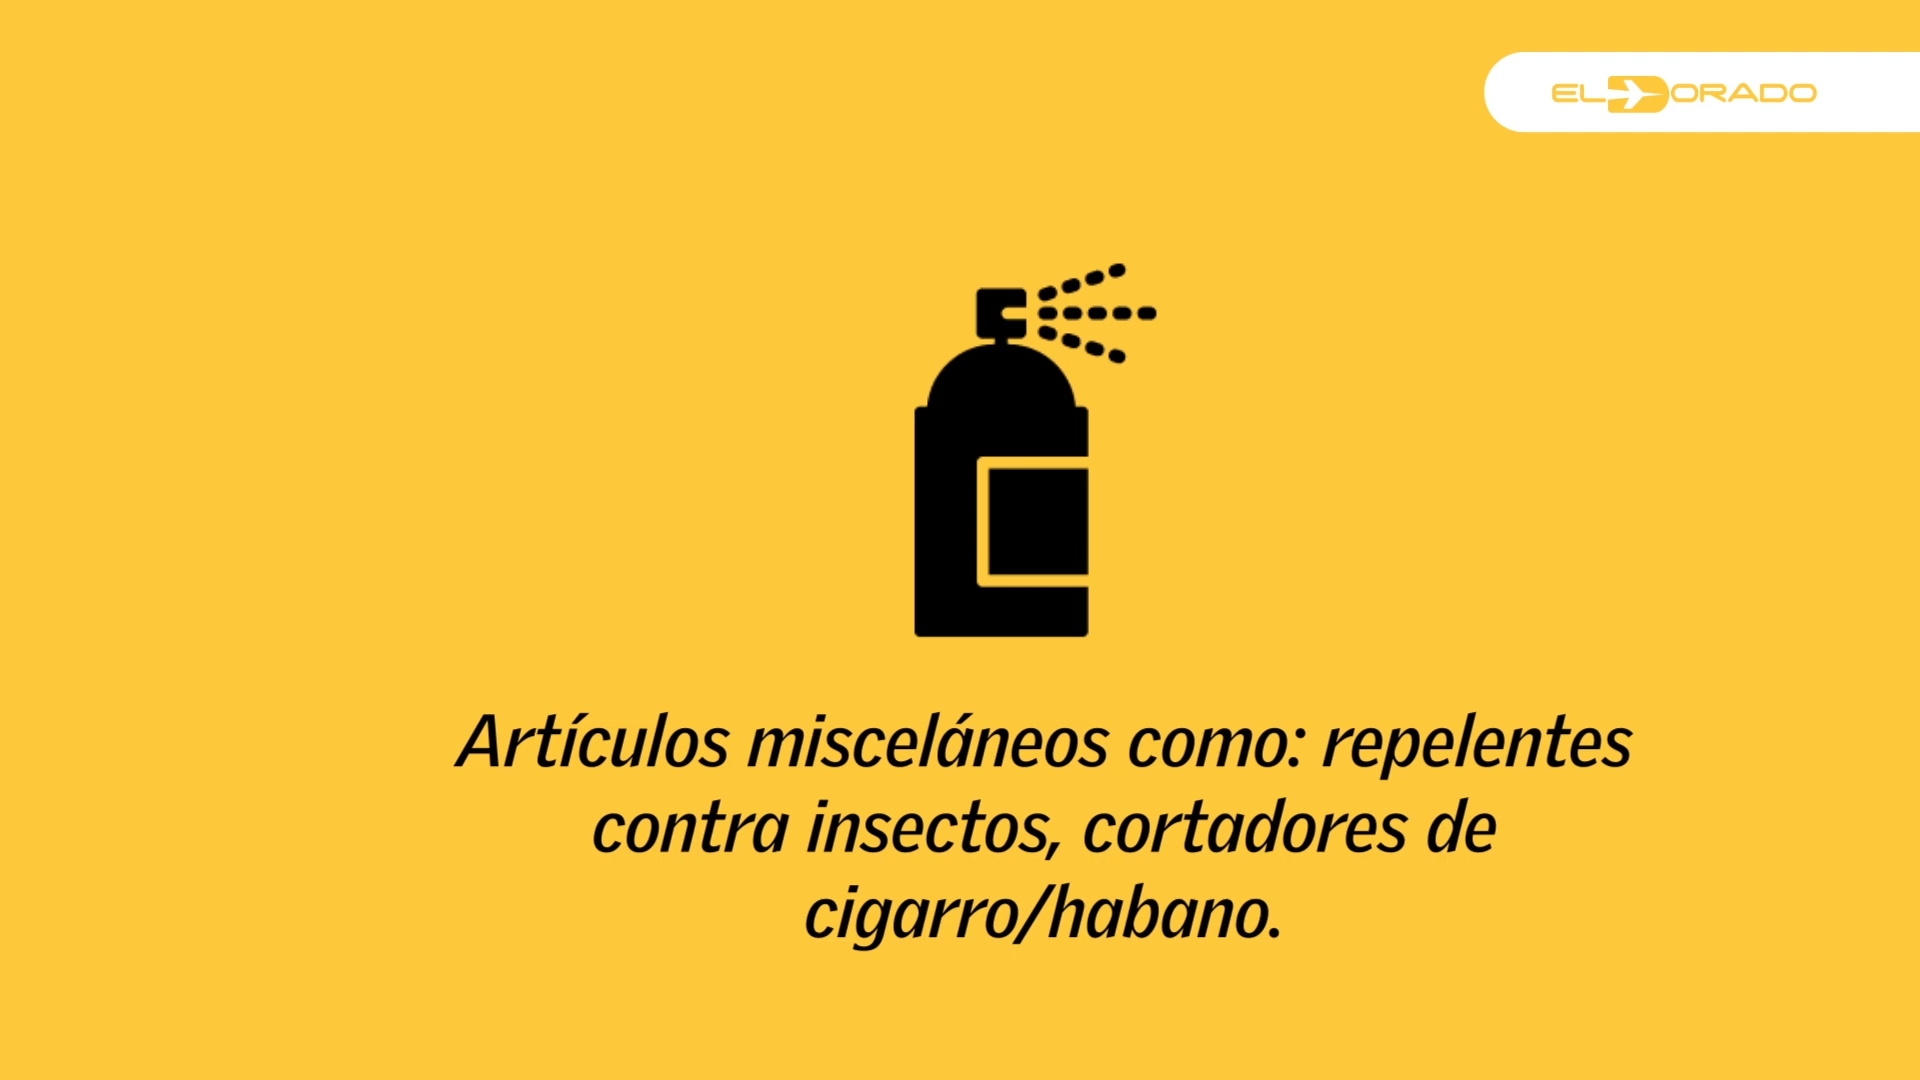 EL DORADO
Artículos misceláneos como: repelentes
contra insectos, cortadores de
cigarro/habano.